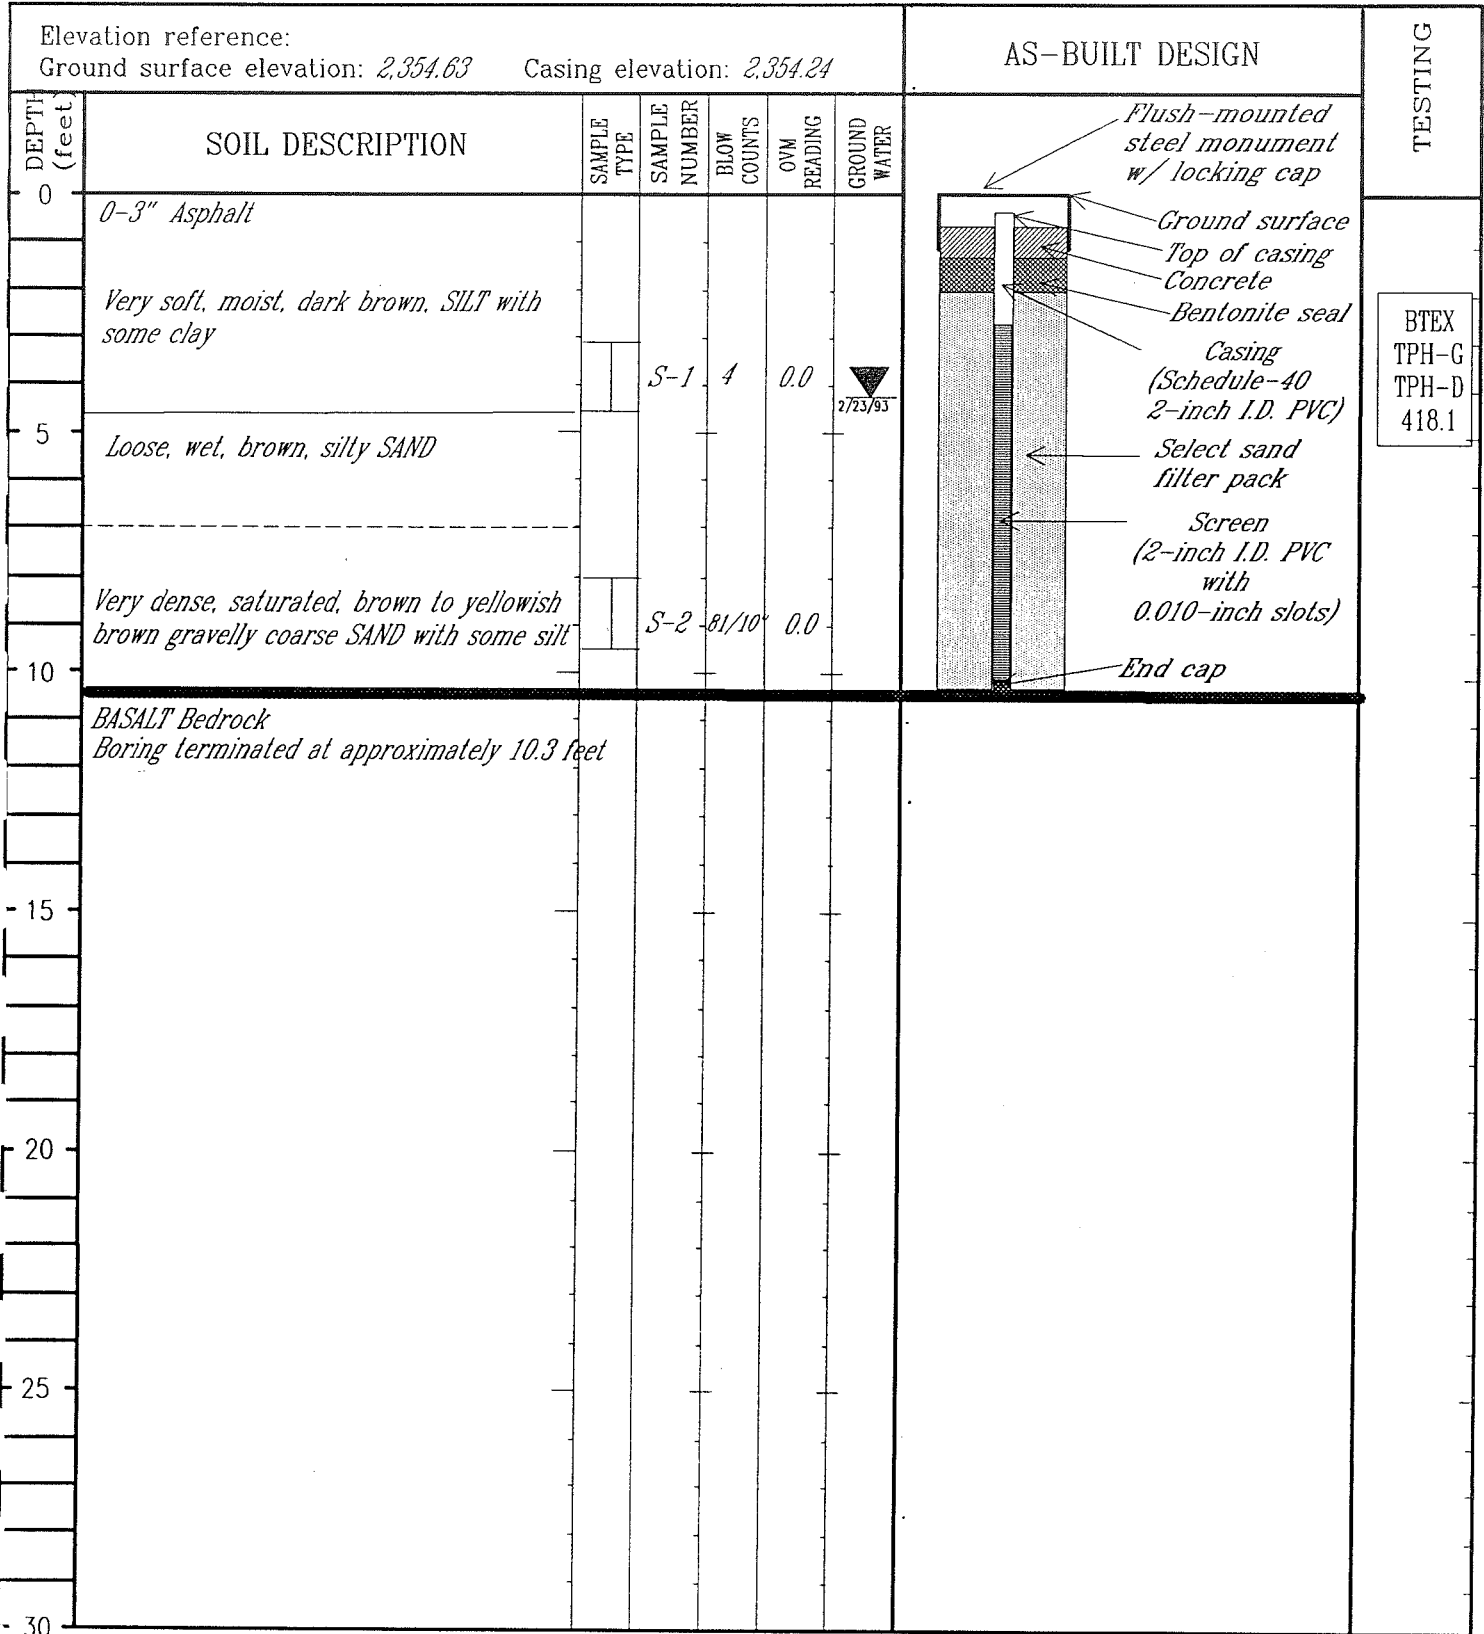 Elevation reference:
Ground surface elevation: 2,354.63 Casing elevation: 2,354.24
AS-BUILT DESIGN
TESTING
DEPTH
(feet)
SOIL DESCRIPTION
SAMPLE
TYPE
SAMPLE
NUMBER
BLOW
COUNTS
OVM
READING
GROUND
WATER
0
0-3" Asphalt
Very soft, moist, dark brown, SILT with
some clay
S-1 4 0.0
2/23/93
5
Loose, wet, brown, silty SAND
Very dense, saturated, brown to yellowish
brown gravelly coarse SAND with some silt
S-2 81/10" 0.0
10
BASALT Bedrock
Boring terminated at approximately 10.3 feet
15
20
25
30
Flush-mounted
steel monument
w/ locking cap
Ground surface
Top of casing
Concrete
Bentonite seal
Casing
(Schedule-40
2-inch I.D. PVC)
Select sand
filter pack
Screen
(2-inch I.D. PVC
with
0.010-inch slots)
End cap
BTEX
TPH-G
TPH-D
418.1